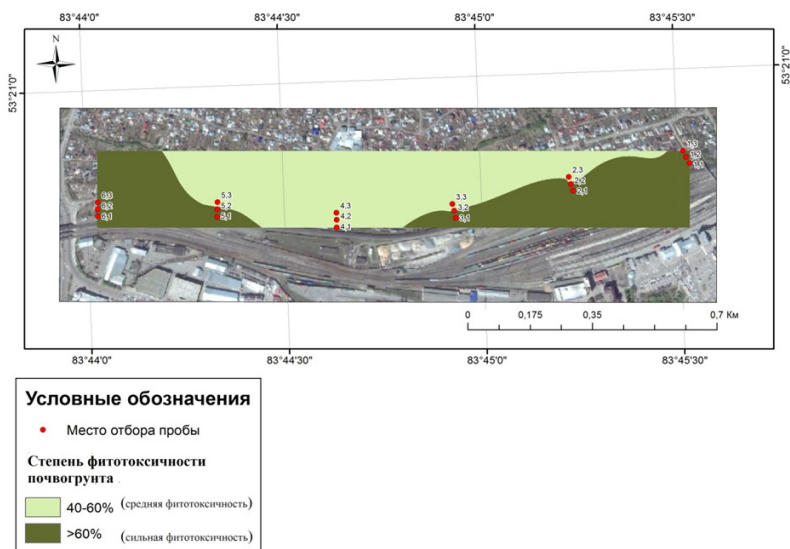 83°44'0" 83°44'30" 83°45'0" 83°45'30"
N
53°21'0" 53°21'0"
1,3
1,2
1,1
2,3
2,2
2,1
6,3
6,2
6,1
5,3
5,2
5,1
4,3
4,2
4,1
3,3
3,2
3,1
0 0,175 0,35 0,7 Км
83°44'0" 83°44'30" 83°45'0" 83°45'30"
Условные обозначения
Место отбора пробы
Степень фитотоксичности
почвогрунта
40-60% (средняя фитотоксичность)
>60% (сильная фитотоксичность)